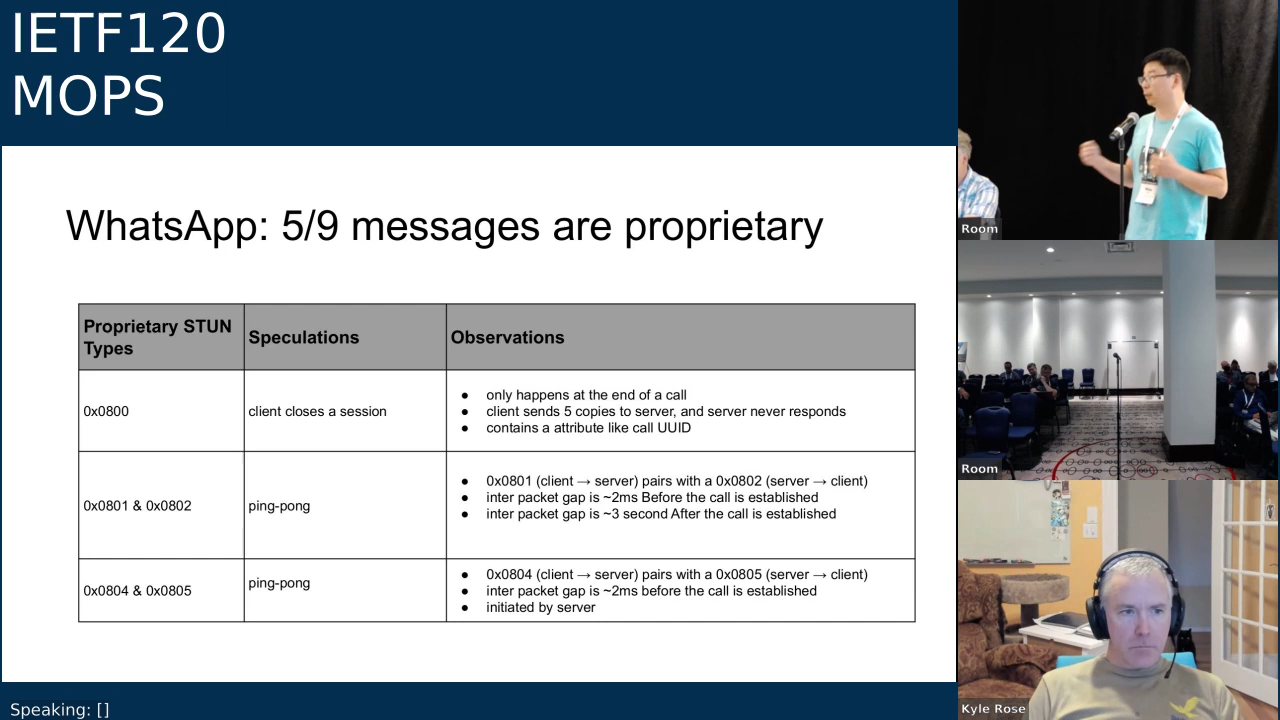 IETF120
MOPS
WhatsApp: 5/9 messages are proprietary
Proprietary STUN
Types
Speculations
Observations
0x0800
client closes a session
● only happens at the end of a call
● client sends 5 copies to server, and server never responds
● contains a attribute like call UUID
0x0801 & 0x0802
ping-pong
● 0x0801 (client → server) pairs with a 0x0802 (server → client)
● inter packet gap is ~2ms Before the call is established
● inter packet gap is ~3 second After the call is established
0x0804 & 0x0805
ping-pong
● 0x0804 (client → server) pairs with a 0x0805 (server → client)
● inter packet gap is ~2ms before the call is established
● initiated by server
Speaking: []
Room
Room
Kyle Rose